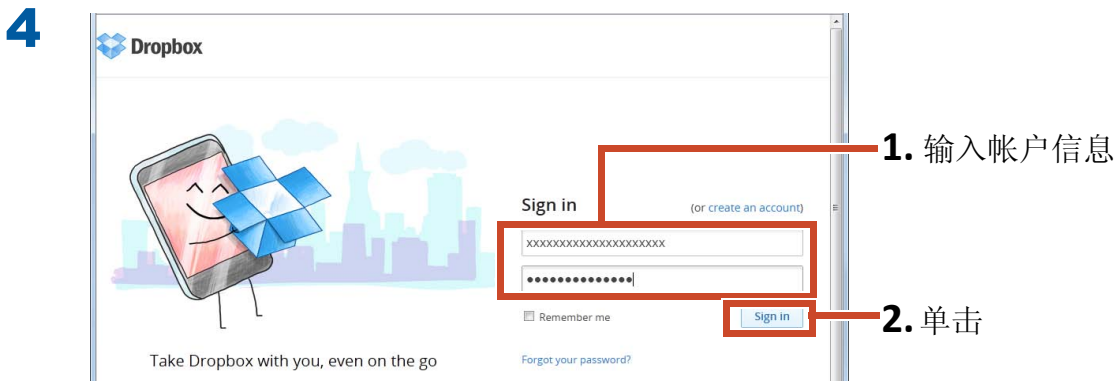 4
Dropbox
1. 输入帐户信息
Sign in (or create an account)
xxxxxxxxxxxxxxxxxxxxx
●●●●●●●●●●●●●●
Remember me Sign in
2. 单击
Take Dropbox with you, even on the go
Forgot your password?